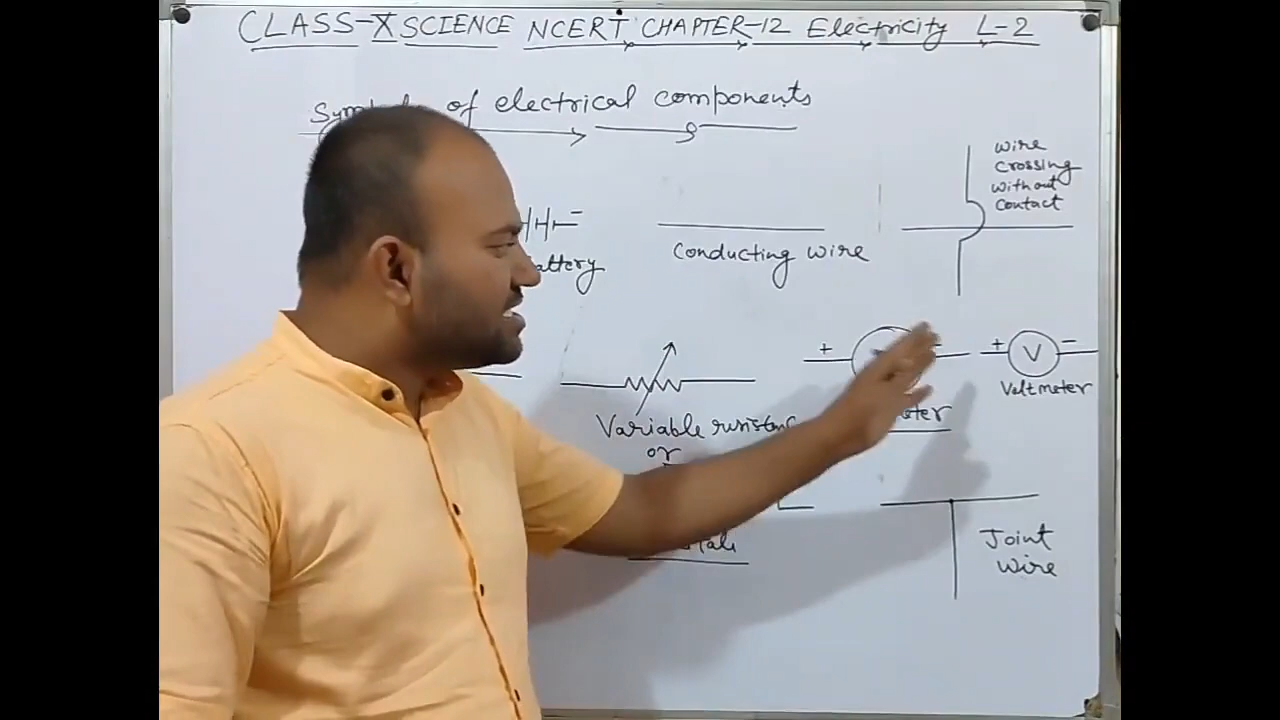 CLASS-X SCIENCE NCERT CHAPTER-12 Electricity L-2
of electrical components
wire
crossing
without
contact
Conducting wire
+ V -
Voltmeter
+
Variable
or
Joint
wire